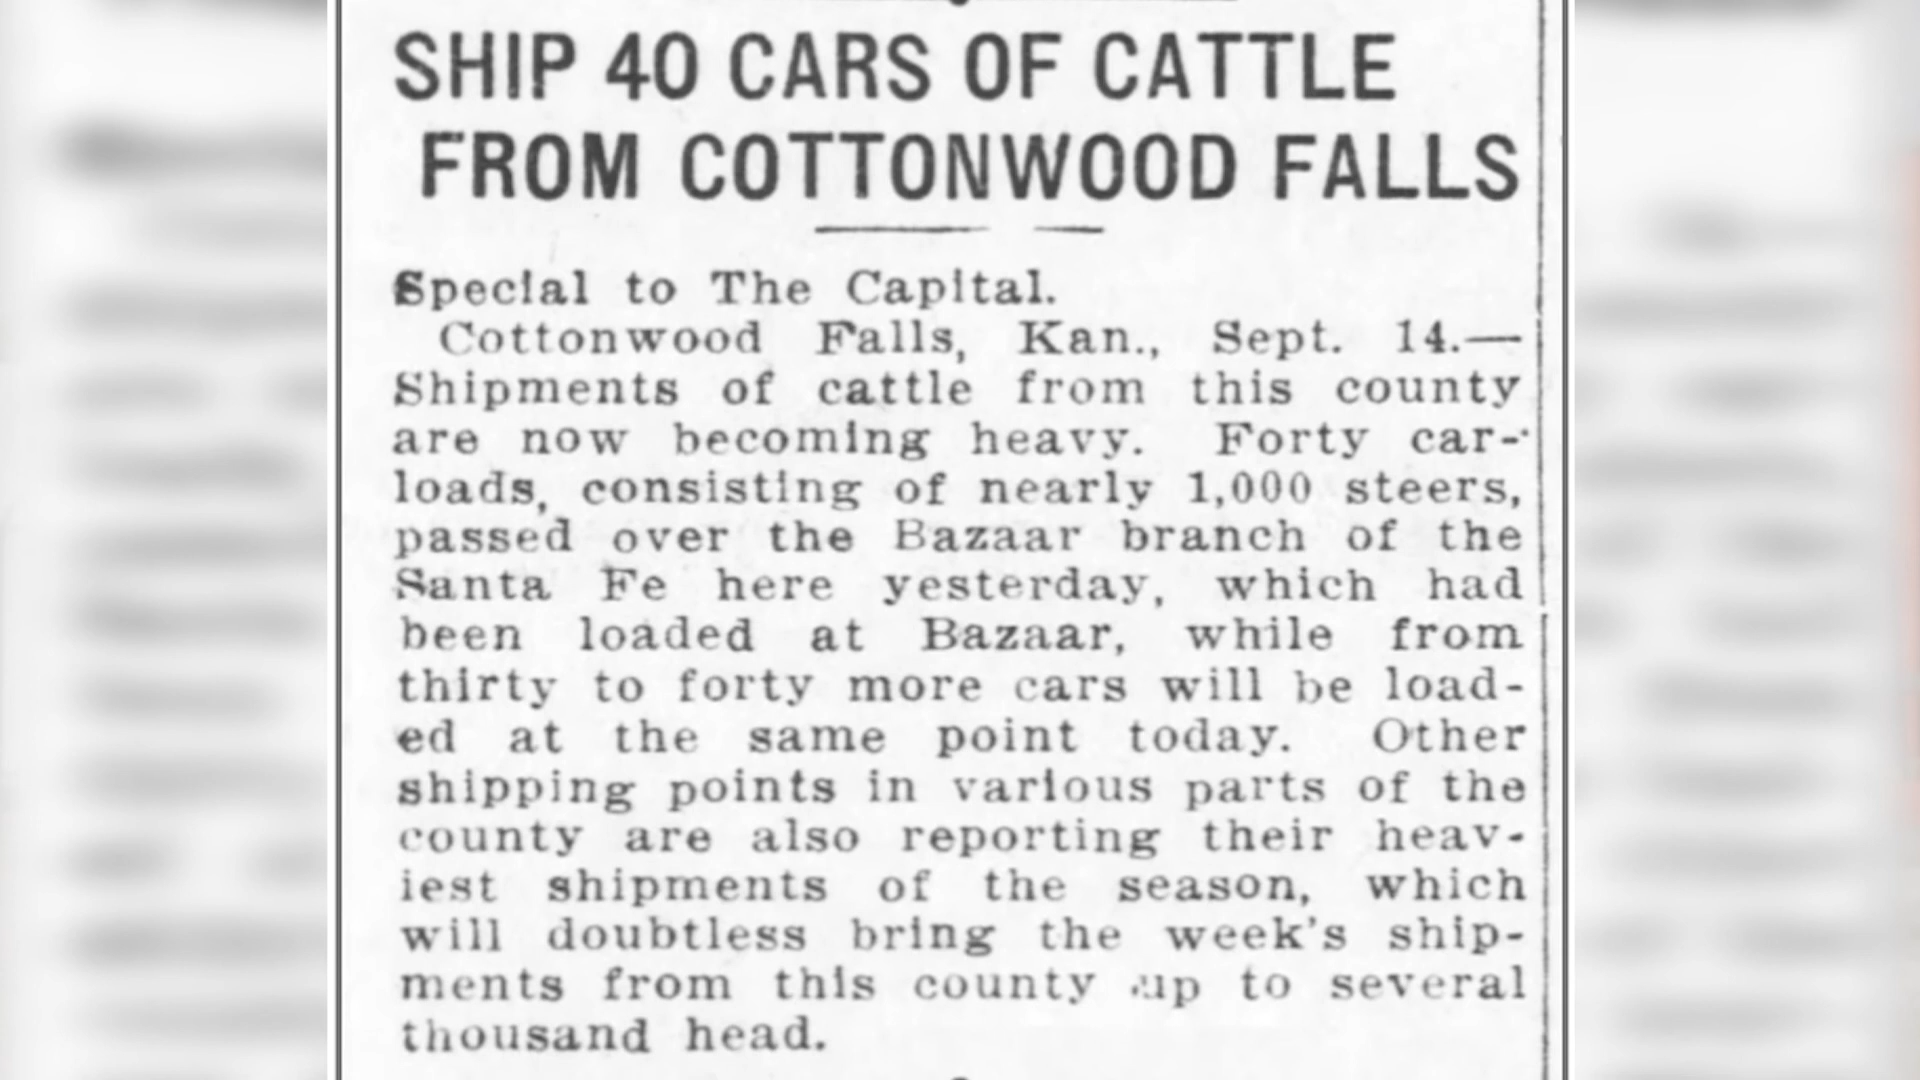 SHIP 40 CARS OF CATTLE
FROM COTTONWOOD FALLS
Special to The Capital.
Cottonwood Falls, Kan., Sept. 14.—
Shipments of cattle from this county
are now becoming heavy. Forty car-
loads, consisting of nearly 1,000 steers,
passed over the Bazaar branch of the
Santa Fe here yesterday, which had
been loaded at Bazaar, while from
thirty to forty more cars will be load-
ed at the same point today. Other
shipping points in various parts of the
county are also reporting their heav-
iest shipments of the season, which
will doubtless bring the week's ship-
ments from this county up to several
thousand head.